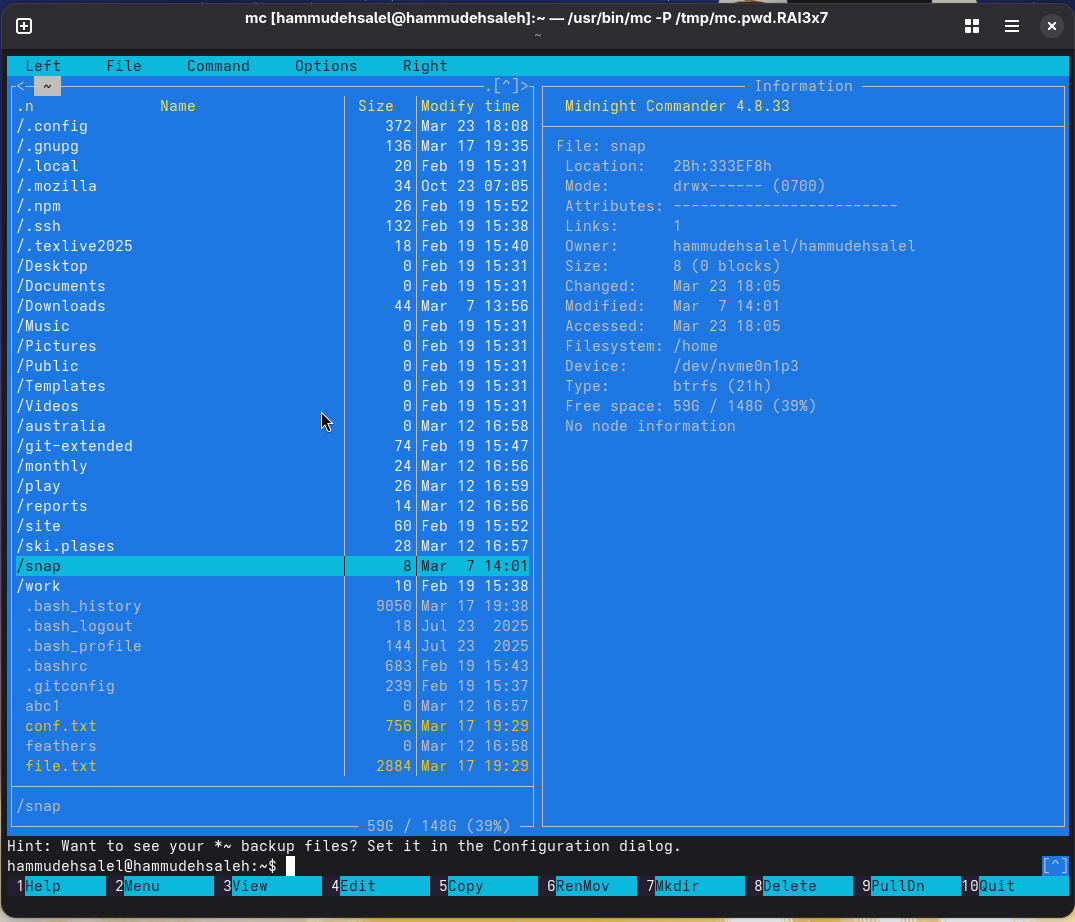 mc [hammudehsalel@hammudehsaleh]:~ — /usr/bin/mc -P /tmp/mc.pwd.RAI3x7
~
Left File Command Options Right
<─ ~ .[^]>
.n Name Size Modify time
/.config 372 Mar 23 18:08
/.gnupg 136 Mar 17 19:35
/.local 20 Feb 19 15:31
/.mozilla 34 Oct 23 07:05
/.npm 26 Feb 19 15:52
/.ssh 132 Feb 19 15:38
/.texlive2025 18 Feb 19 15:40
/Desktop 0 Feb 19 15:31
/Documents 0 Feb 19 15:31
/Downloads 44 Mar 7 13:56
/Music 0 Feb 19 15:31
/Pictures 0 Feb 19 15:31
/Public 0 Feb 19 15:31
/Templates 0 Feb 19 15:31
/Videos 0 Feb 19 15:31
/australia 0 Mar 12 16:58
/git-extended 74 Feb 19 15:47
/monthly 24 Mar 12 16:56
/play 26 Mar 12 16:59
/reports 14 Mar 12 16:56
/site 60 Feb 19 15:52
/ski.plases 28 Mar 12 16:57
/snap 8 Mar 7 14:01
/work 10 Feb 19 15:38
.bash_history 9050 Mar 17 19:38
.bash_logout 18 Jul 23 2025
.bash_profile 144 Jul 23 2025
.bashrc 683 Feb 19 15:43
.gitconfig 239 Feb 19 15:37
abc1 0 Mar 12 16:57
conf.txt 756 Mar 17 19:29
feathers 0 Mar 12 16:58
file.txt 2884 Mar 17 19:29
/snap
59G / 148G (39%)
Information
Midnight Commander 4.8.33
File: snap
Location: 2Bh:333EF8h
Mode: drwx------ (0700)
Attributes: -------------------------
Links: 1
Owner: hammudehsalel/hammudehsalel
Size: 8 (0 blocks)
Changed: Mar 23 18:05
Modified: Mar 7 14:01
Accessed: Mar 23 18:05
Filesystem: /home
Device: /dev/nvme0n1p3
Type: btrfs (21h)
Free space: 59G / 148G (39%)
No node information
Hint: Want to see your *~ backup files? Set it in the Configuration dialog.
hammudehsalel@hammudehsaleh:~$ [^]
1Help 2Menu 3View 4Edit 5Copy 6RenMov 7Mkdir 8Delete 9PullDn 10Quit